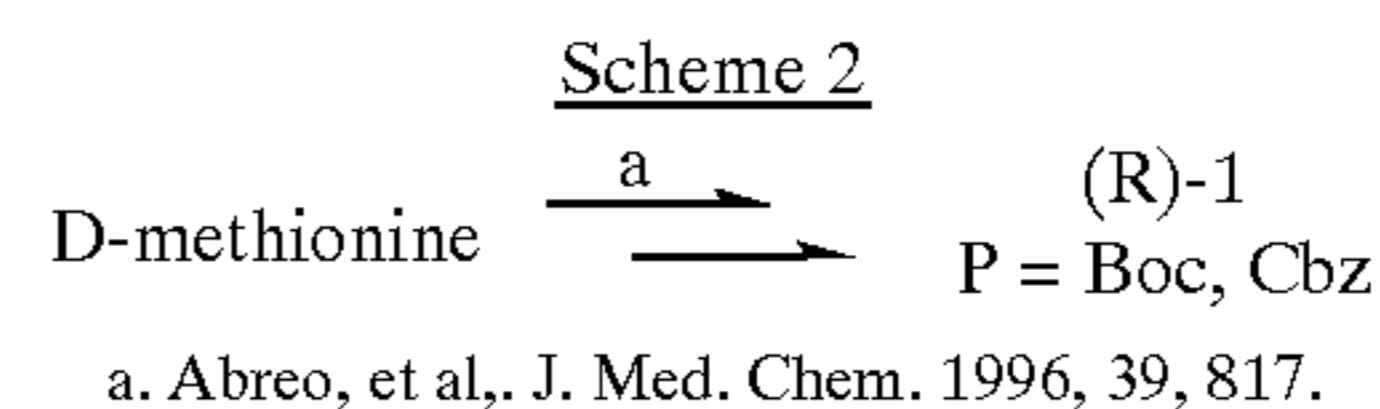 Scheme 2
a
(R)-1
D-methionine
P = Boc, Cbz
a. Abreo, et al,. J. Med. Chem. 1996, 39, 817.